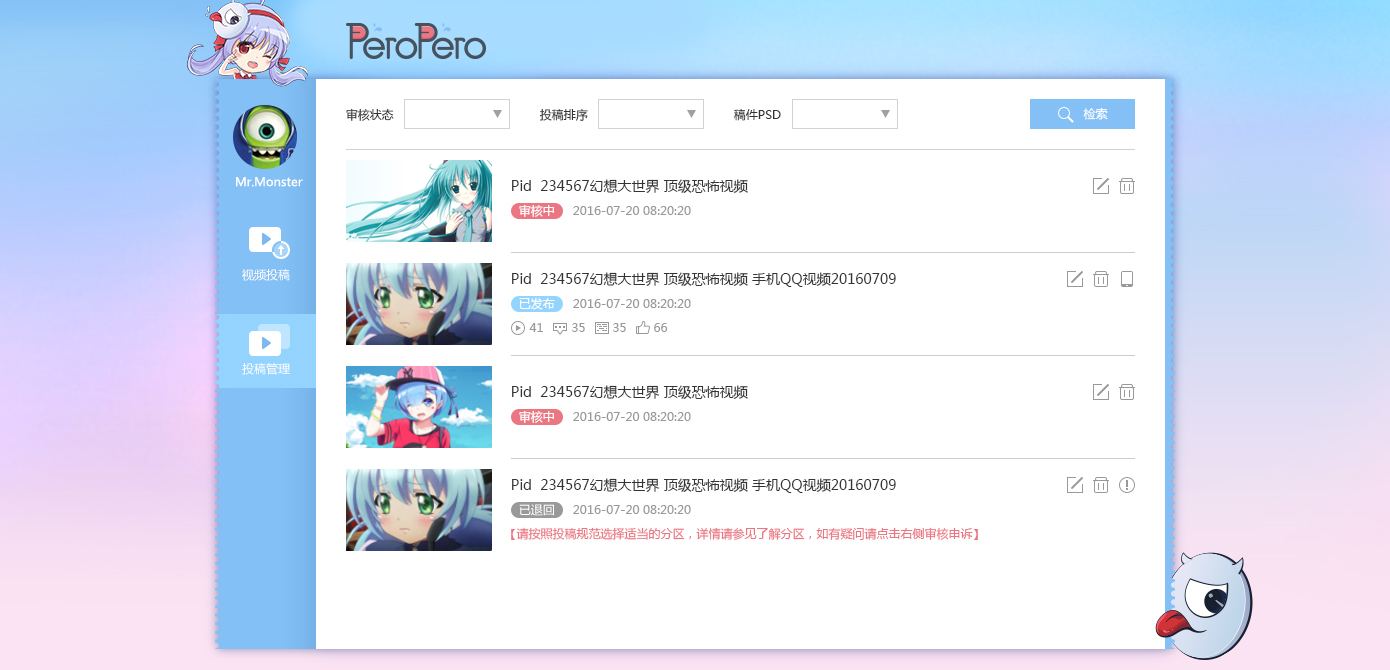 PeroPero
审核状态 投稿排序 稿件PSD 检索
Mr.Monster
视频投稿
投稿管理
Pid 234567幻想大世界 顶级恐怖视频
审核中 2016-07-20 08:20:20
Pid 234567幻想大世界 顶级恐怖视频 手机QQ视频20160709
已发布 2016-07-20 08:20:20
41 35 35 66
Pid 234567幻想大世界 顶级恐怖视频
审核中 2016-07-20 08:20:20
Pid 234567幻想大世界 顶级恐怖视频 手机QQ视频20160709
已退回 2016-07-20 08:20:20
【请按照投稿规范选择适当的分区，详情请参见了解分区，如有疑问请点击右侧审核申诉】